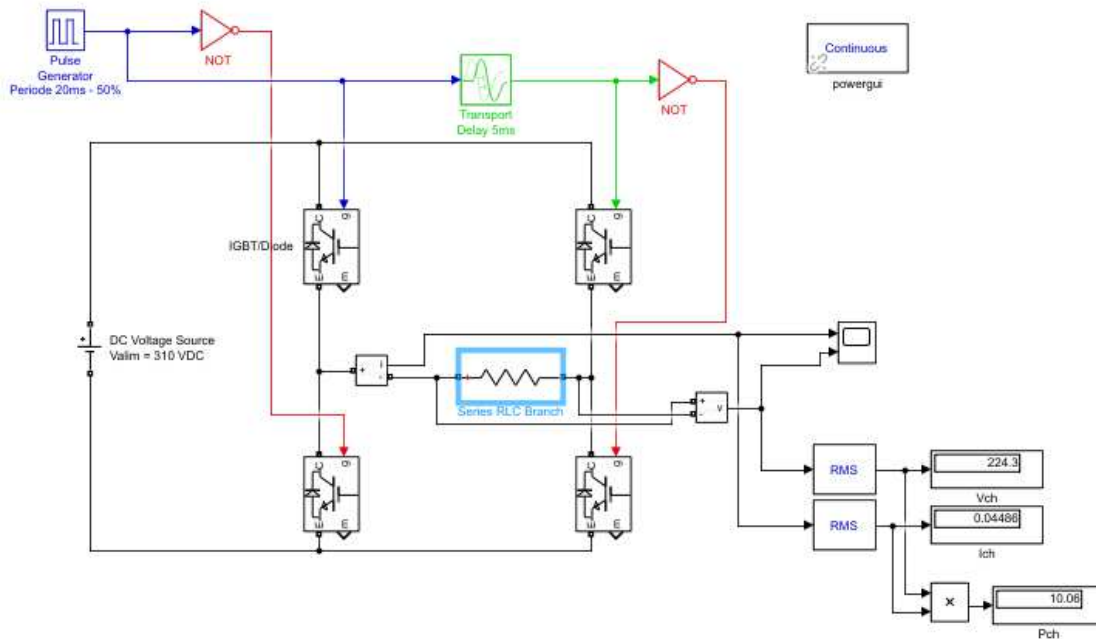 Pulse
Generator
Periode 20ms - 50%
NOT
Transport
Delay 5ms
NOT
Continuous
powergui
C
g
E
m
IGBT/Diode
C
g
E
m
DC Voltage Source
Valim = 310 VDC
+
i
-
+
Series RLC Branch
+
-
v
C
g
E
m
C
g
E
m
RMS
224.3
Vch
RMS
0.04486
Ich
×
10.06
Pch